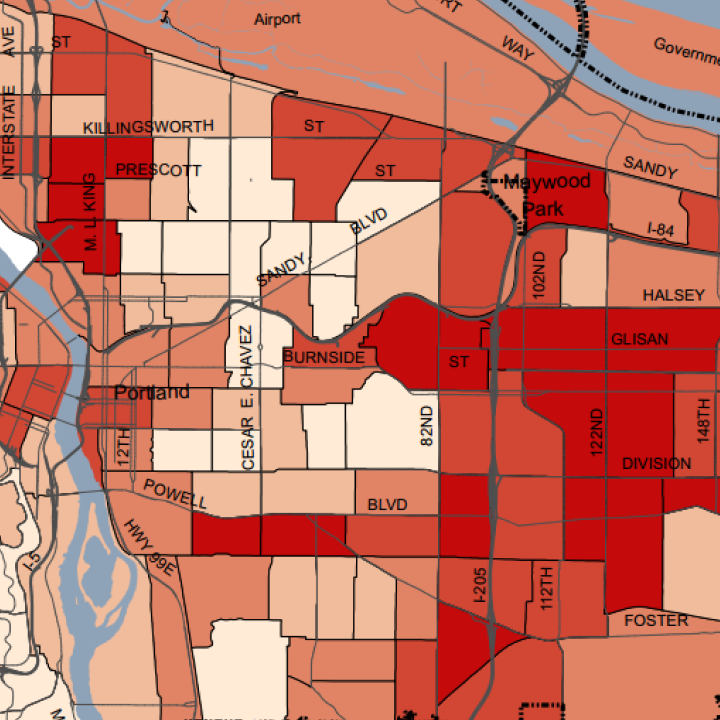 Airport
RT
WAY
Governme
AVE
ST
INTERSTATE
KILLINGSWORTH
ST
PRESCOTT
ST
SANDY
M. L. KING
Maywood
Park
BLVD
I-84
SANDY
102ND
HALSEY
GLISAN
CESAR E. CHAVEZ
BURNSIDE
ST
Portland
12TH
82ND
122ND
148TH
DIVISION
POWELL
BLVD
HWY 99E
I-5
I-205
112TH
FOSTER